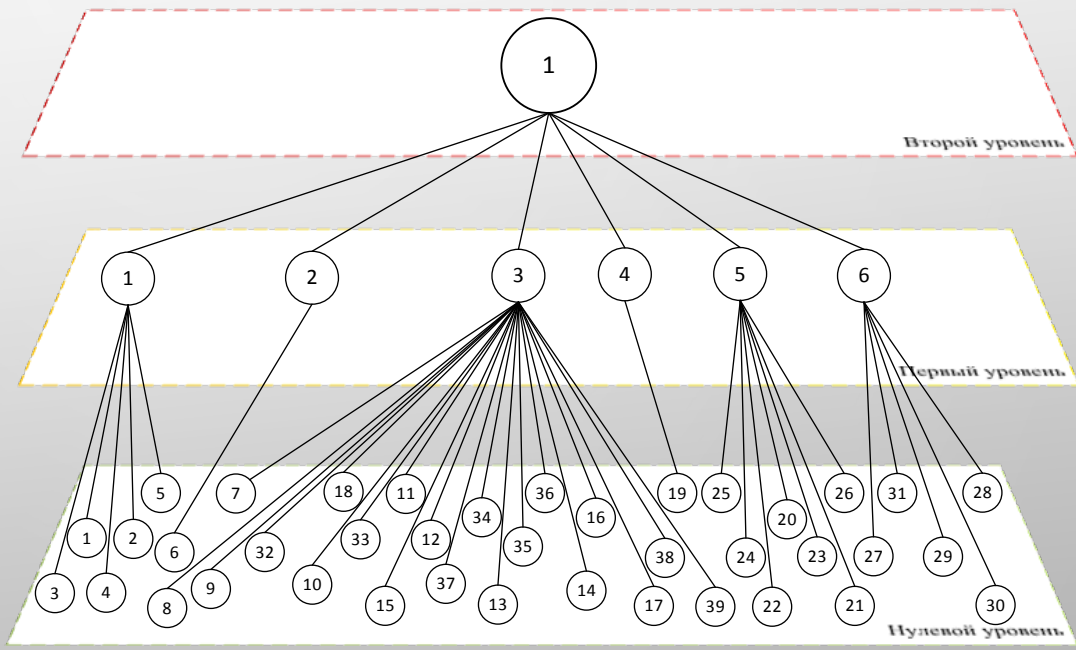 1
Второй уровень
1 2 3 4 5 6
Первый уровень
5 7 18 11 36 19 25 26 31 28
34 16 20
1 2 6 32 33 12 35 38 24 23 27 29
3 4 8 9 10 15 37 13 14 17 39 22 21 30
Нулевой уровень